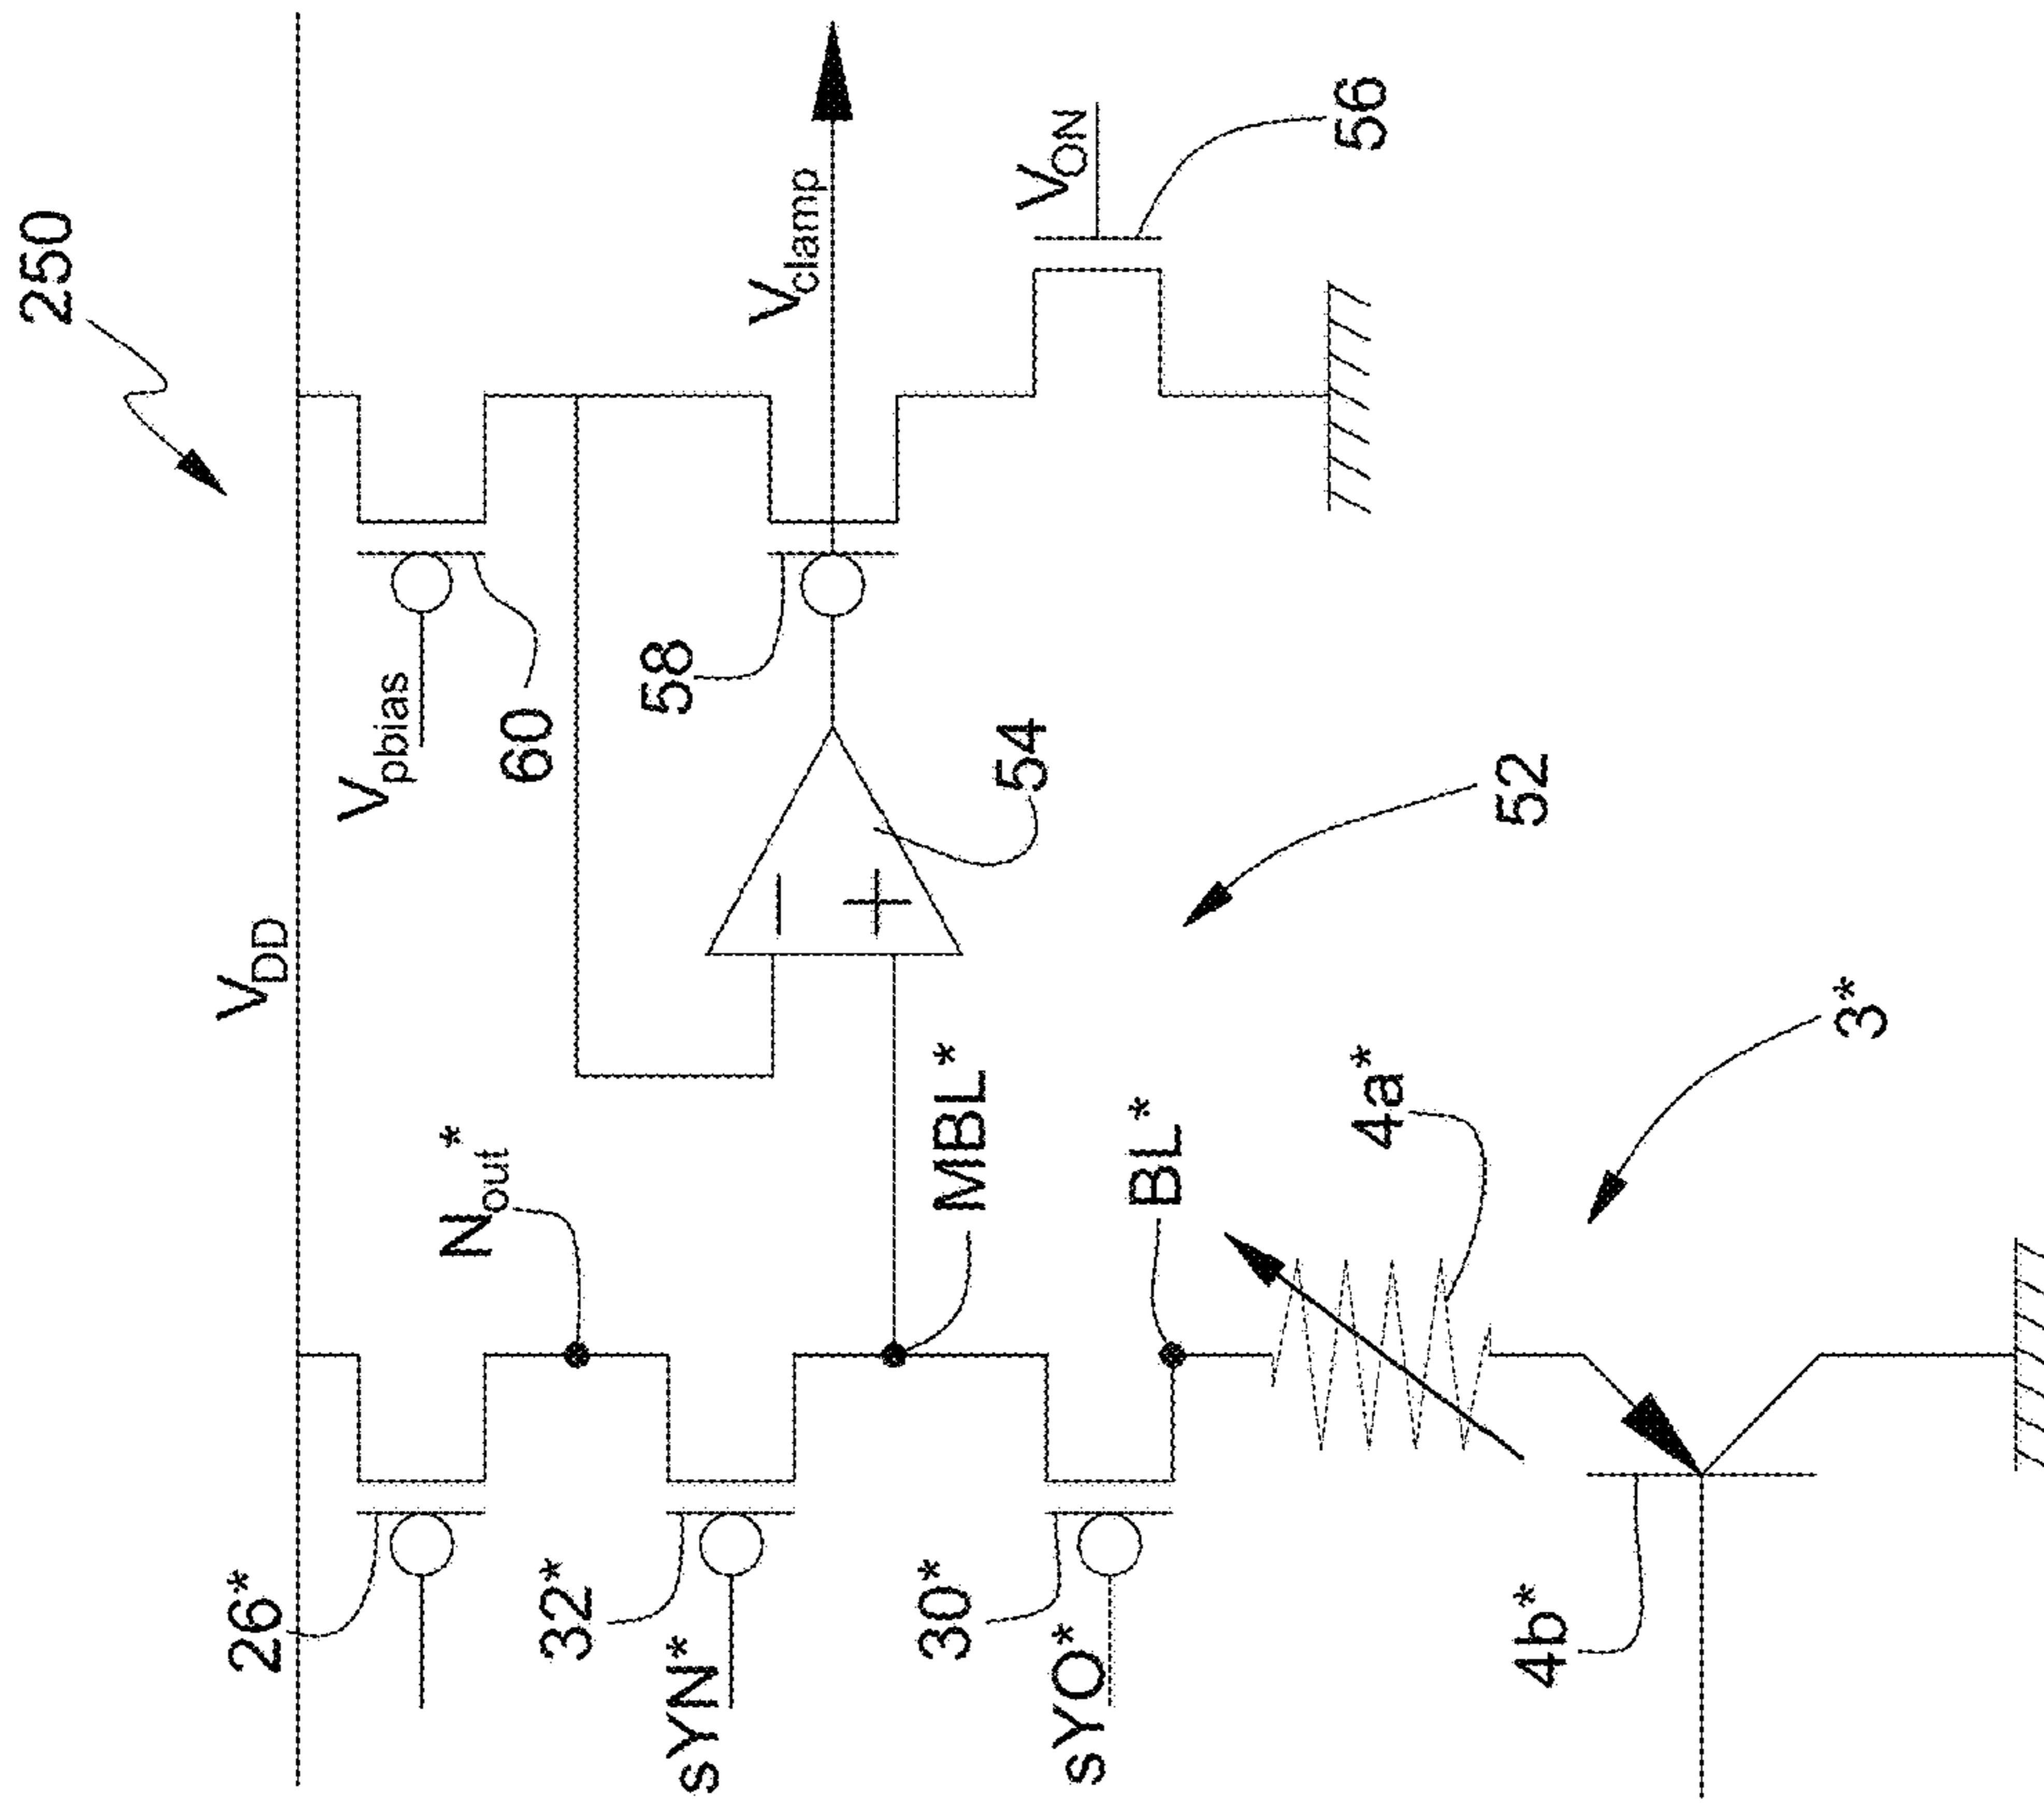 250
V_DD
V_pbias
60
58
V_clamp
V_ON
56
54
52
26*
N_out*
32*
sYN*
MBL*
30*
sYO*
BL*
4a*
3*
4b*
−
+